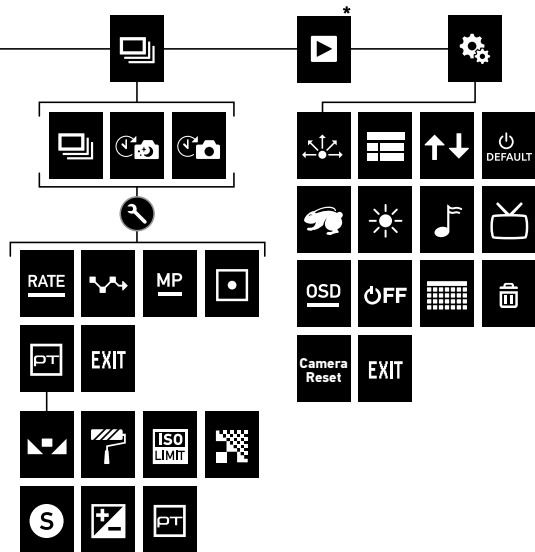 *
DEFAULT
RATE
MP
OSD
OFF
PT
EXIT
Camera
Reset
EXIT
ISO
LIMIT
S
PT